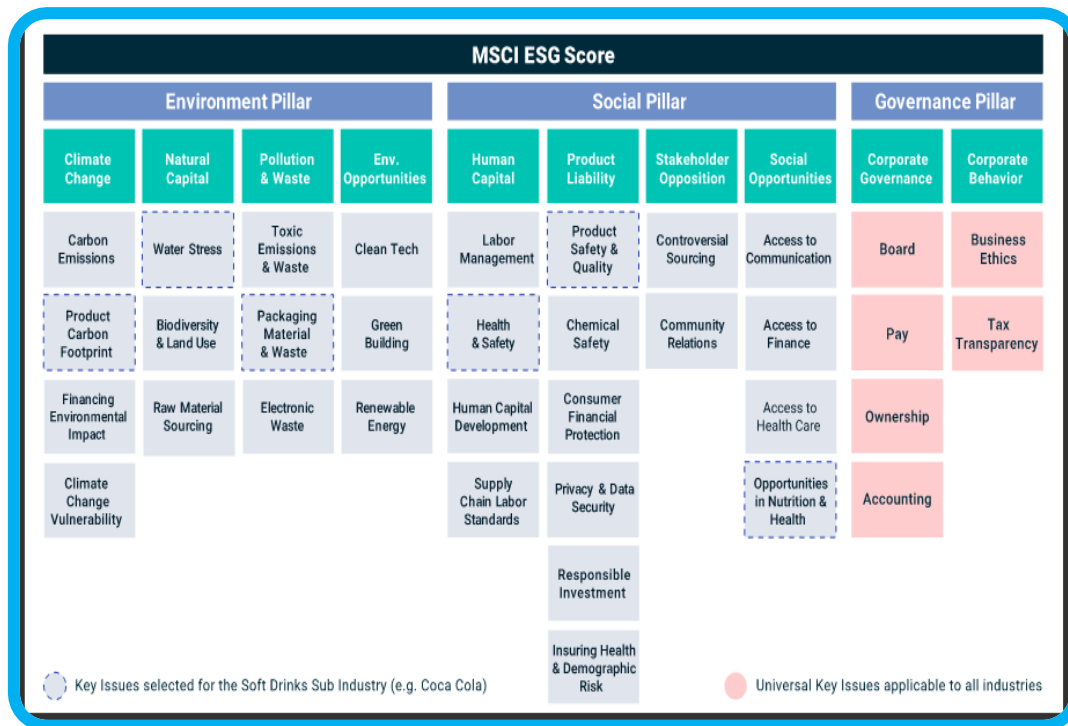 MSCI ESG Score
Environment Pillar
Social Pillar
Governance Pillar
Climate
Change
Natural
Capital
Pollution
& Waste
Env.
Opportunities
Human
Capital
Product
Liability
Stakeholder
Opposition
Social
Opportunities
Corporate
Governance
Corporate
Behavior
Carbon
Emissions
Water Stress
Toxic
Emissions
& Waste
Clean Tech
Labor
Management
Product
Safety &
Quality
Controversial
Sourcing
Access to
Communication
Board
Business
Ethics
Product
Carbon
Footprint
Biodiversity
& Land Use
Packaging
Material
& Waste
Green
Building
Health
& Safety
Chemical
Safety
Community
Relations
Access to
Finance
Pay
Tax
Transparency
Financing
Environmental
Impact
Raw Material
Sourcing
Electronic
Waste
Renewable
Energy
Human Capital
Development
Consumer
Financial
Protection
Access to
Health Care
Ownership
Climate
Change
Vulnerability
Supply
Chain Labor
Standards
Privacy & Data
Security
Opportunities
in Nutrition &
Health
Accounting
Responsible
Investment
Insuring Health
& Demographic
Risk
Key Issues selected for the Soft Drinks Sub Industry (e.g. Coca Cola)
Universal Key Issues applicable to all industries